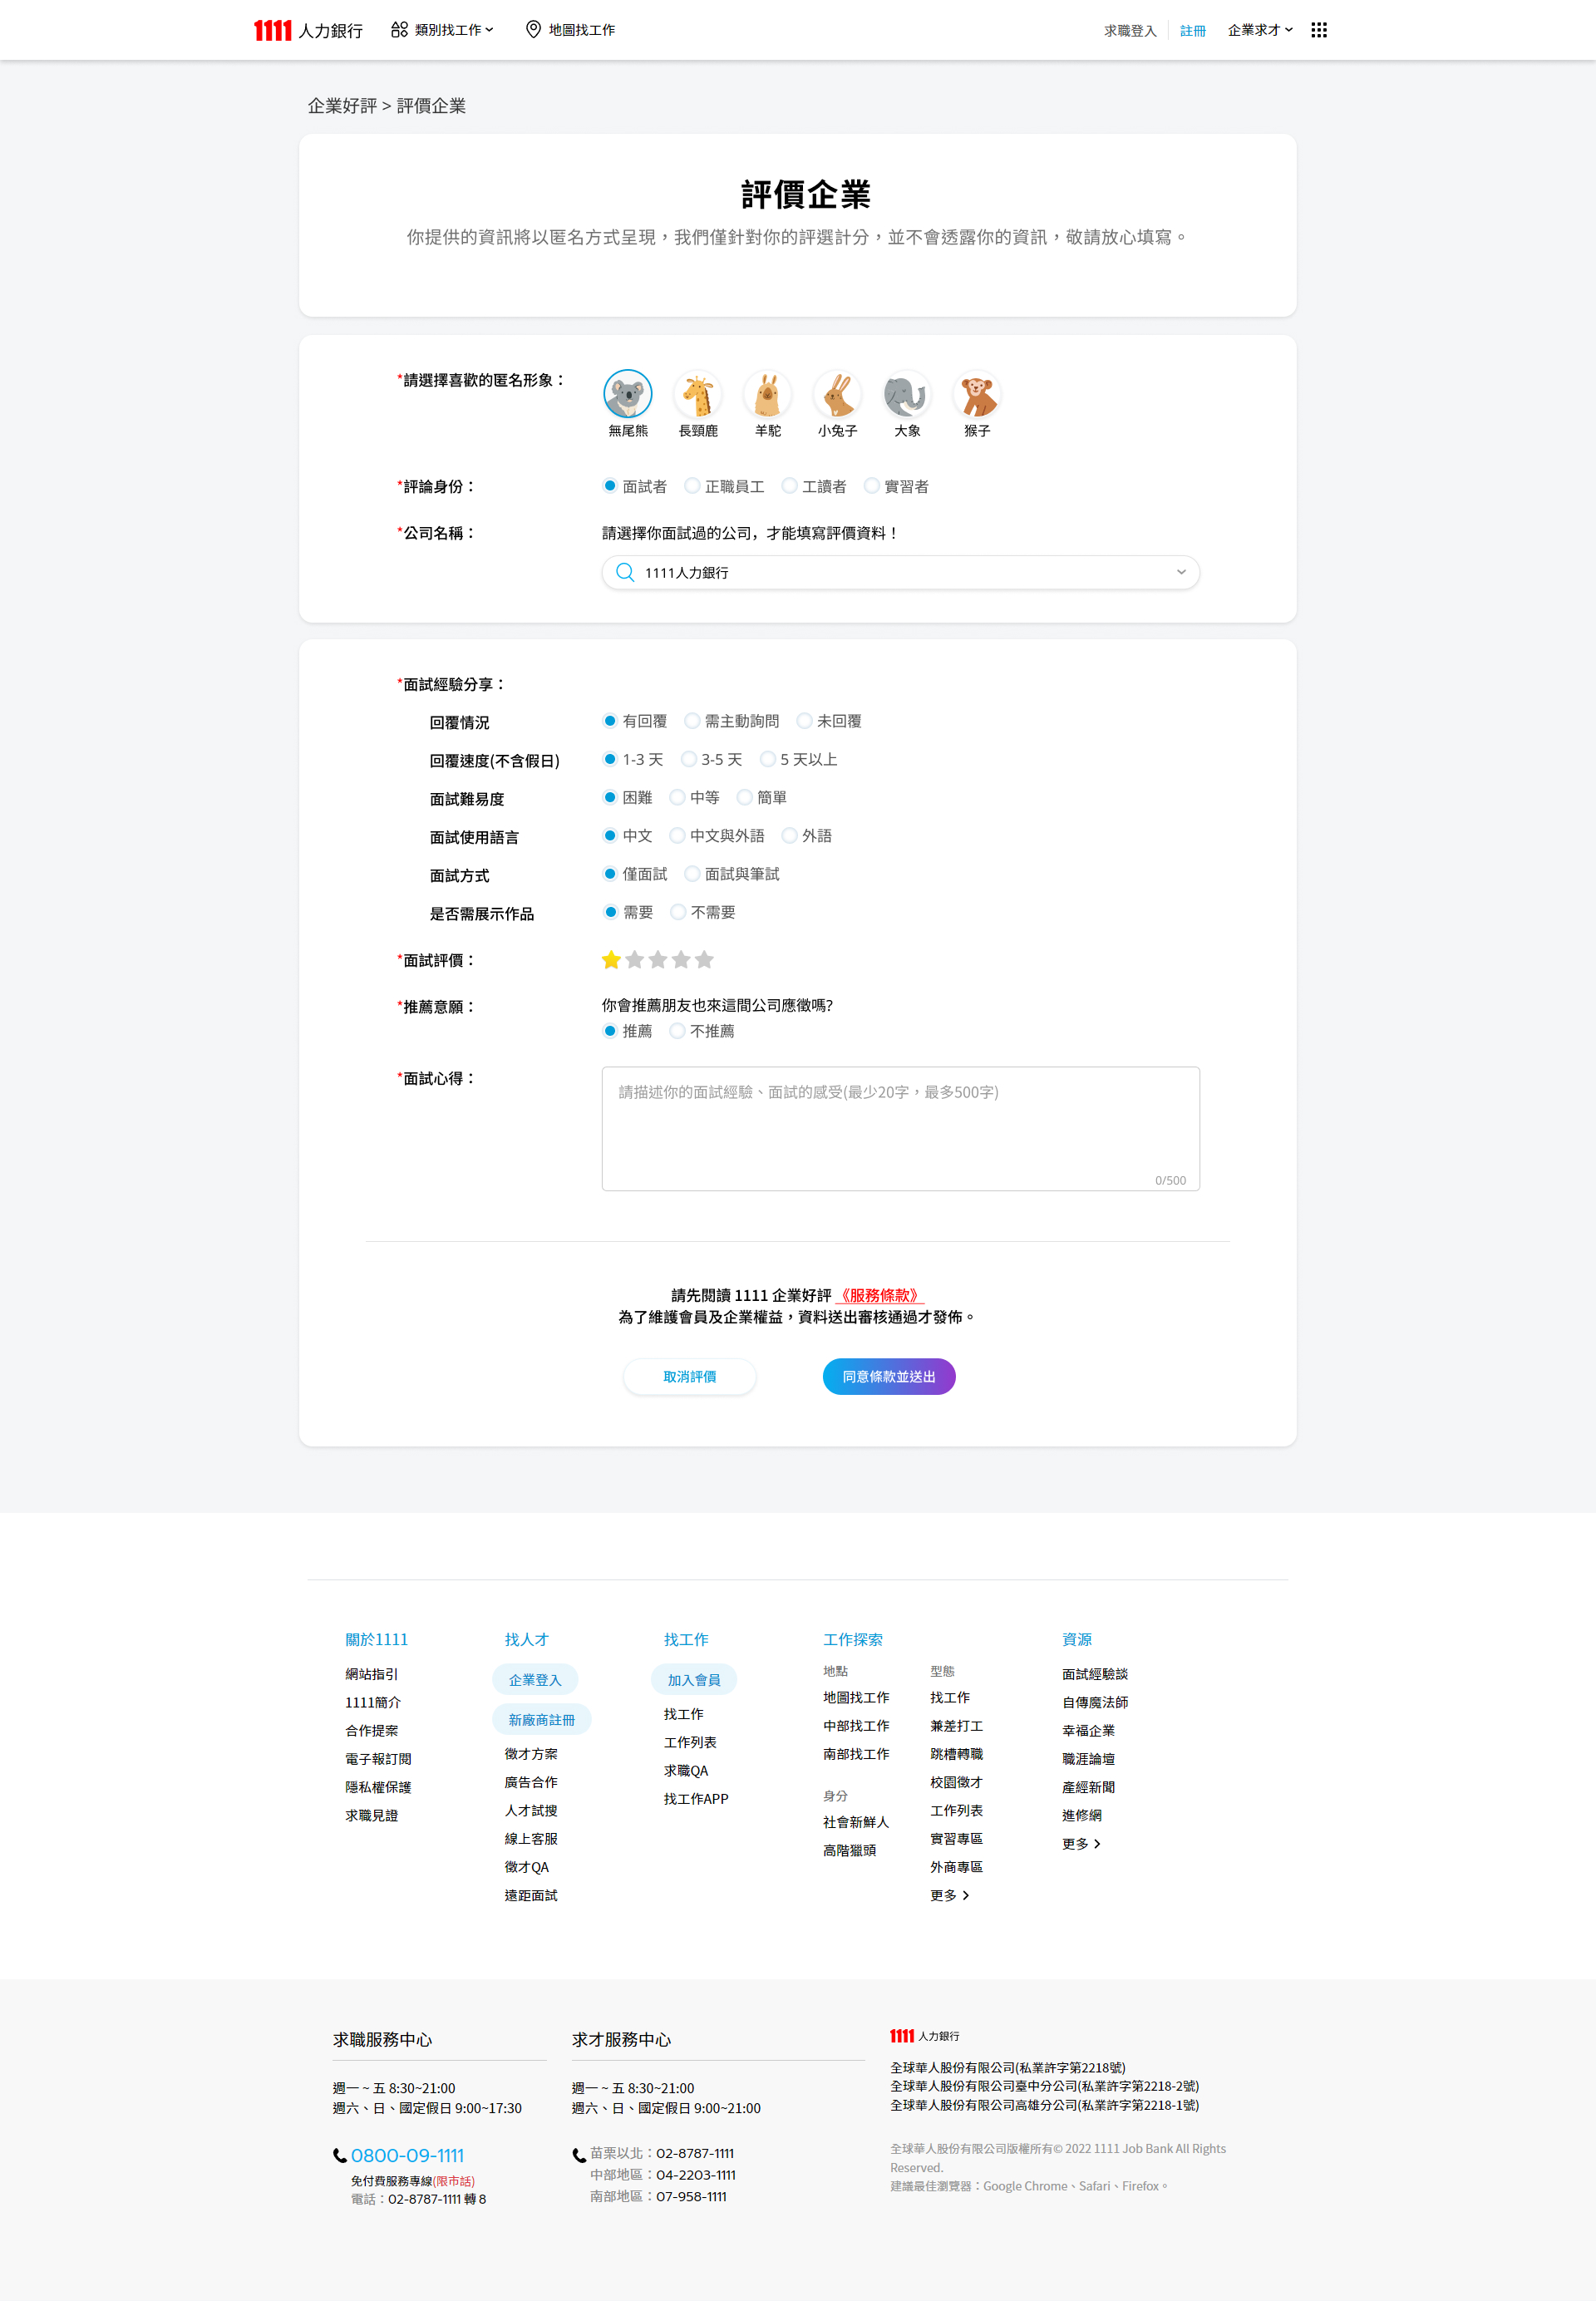 1111 人力銀行 類別找工作 地圖找工作 求職登入 註冊 企業求才
企業好評 > 評價企業
評價企業
你提供的資訊將以匿名方式呈現，我們僅針對你的評選計分，並不會透露你的資訊，敬請放心填寫。
*請選擇喜歡的匿名形象：
無尾熊 長頸鹿 羊駝 小兔子 大象 猴子
*評論身份： 面試者 正職員工 工讀者 實習者
*公司名稱： 請選擇你面試過的公司，才能填寫評價資料！
1111人力銀行
*面試經驗分享：
回覆情況 有回覆 需主動詢問 未回覆
回覆速度(不含假日) 1-3 天 3-5 天 5 天以上
面試難易度 困難 中等 簡單
面試使用語言 中文 中文與外語 外語
面試方式 僅面試 面試與筆試
是否需展示作品 需要 不需要
*面試評價：
*推薦意願： 你會推薦朋友也來這間公司應徵嗎?
推薦 不推薦
*面試心得：
請描述你的面試經驗、面試的感受(最少20字，最多500字)
0/500
請先閱讀 1111 企業好評 《服務條款》
為了維護會員及企業權益，資料送出審核通過才發佈。
取消評價 同意條款並送出
關於1111
網站指引
1111簡介
合作提案
電子報訂閱
隱私權保護
求職見證
找人才
企業登入
新廠商註冊
徵才方案
廣告合作
人才試搜
線上客服
徵才QA
遠距面試
找工作
加入會員
找工作
工作列表
求職QA
找工作APP
工作探索
地點
地圖找工作
中部找工作
南部找工作
身分
社會新鮮人
高階獵頭
型態
找工作
兼差打工
跳槽轉職
校園徵才
工作列表
實習專區
外商專區
更多
資源
面試經驗談
自傳魔法師
幸福企業
職涯論壇
產經新聞
進修網
更多
求職服務中心
週一 ~ 五 8:30~21:00
週六、日、國定假日 9:00~17:30
0800-09-1111
免付費服務專線(限市話)
電話：02-8787-1111 轉 8
求才服務中心
週一 ~ 五 8:30~21:00
週六、日、國定假日 9:00~21:00
苗栗以北：02-8787-1111
中部地區：04-2203-1111
南部地區：07-958-1111
1111 人力銀行
全球華人股份有限公司(私業許字第2218號)
全球華人股份有限公司臺中分公司(私業許字第2218-2號)
全球華人股份有限公司高雄分公司(私業許字第2218-1號)
全球華人股份有限公司版權所有© 2022 1111 Job Bank All Rights
Reserved.
建議最佳瀏覽器：Google Chrome、Safari、Firefox。